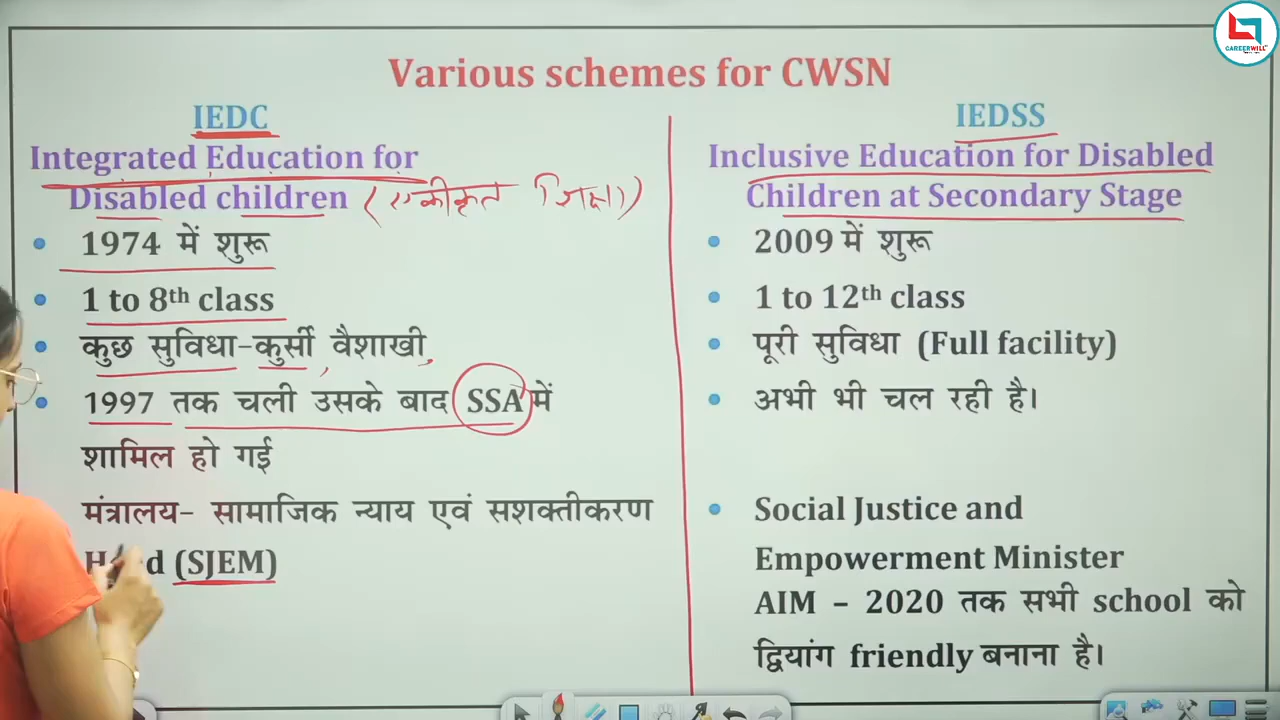 CAREERWILL
Various schemes for CWSN
IEDC
Integrated Education for
Disabled children (एकीकृत शिक्षा)
1974 में शुरू
1 to 8th class
कुछ सुविधा-कुर्सी, वैशाखी,
1997 तक चली उसके बाद SSA में
शामिल हो गई
मंत्रालय- सामाजिक न्याय एवं सशक्तीकरण
(SJEM)
IEDSS
Inclusive Education for Disabled
Children at Secondary Stage
2009 में शुरू
1 to 12th class
पूरी सुविधा (Full facility)
अभी भी चल रही है।
Social Justice and
Empowerment Minister
AIM – 2020 तक सभी school को
द्वियांग friendly बनाना है।